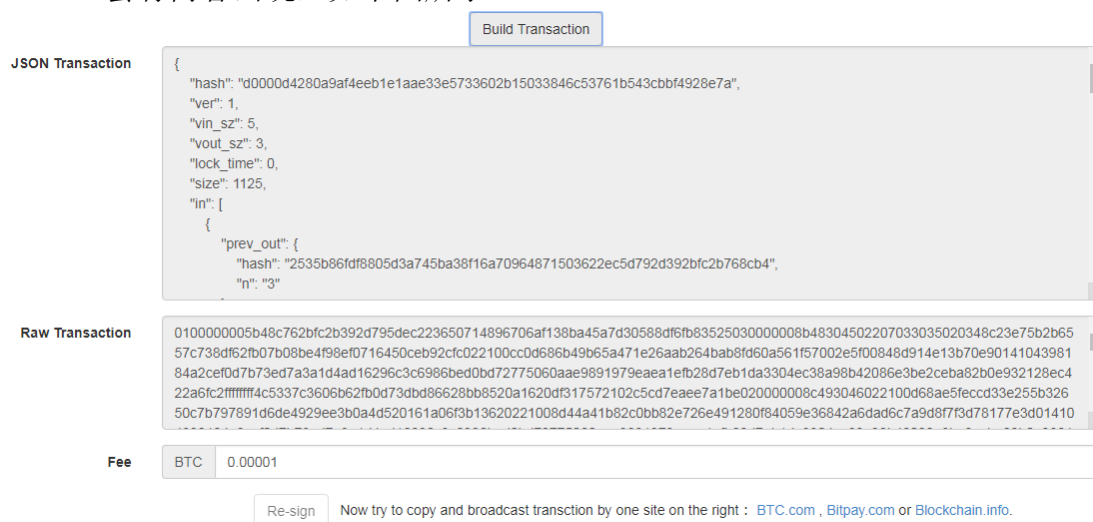 Build Transaction
JSON Transaction
{
"hash": "d0000d4280a9af4eeb1e1aae33e5733602b15033846c53761b543cbbf4928e7a",
"ver": 1,
"vin_sz": 5,
"vout_sz": 3,
"lock_time": 0,
"size": 1125,
"in": [
{
"prev_out": {
"hash": "2535b86fdf8805d3a745ba38f16a70964871503622ec5d792d392bfc2b768cb4",
"n": "3"
Raw Transaction
0100000005b48c762bfc2b392d795dec223650714896706af138ba45a7d30588df6fb83525030000008b48304502207033035020348c23e75b2b65
57c738df62fb07b08be4f98ef0716450ceb92cfc022100cc0d686b49b65a471e26aab264bab8fd60a561f57002e5f00848d914e13b70e90141043981
84a2cef0d7b73ed7a3a1d4ad16296c3c6986bed0bd72775060aae9891979eaea1efb28d7eb1da3304ec38a98b42086e3be2ceba82b0e932128ec4
22a6fc2ffffffff4c5337c3606b62fb0d73dbd86628bb8520a1620df317572102c5cd7eaee7a1be020000008c493046022100d68ae5feccd33e255b326
50c7b797891d6de4929ee3b0a4d520161a06f3b13620221008d44a41b82c0bb82e726e491280f84059e36842a6dad6c7a9d8f7f3d78177e3d01410
Fee
BTC 0.00001
Re-sign Now try to copy and broadcast transction by one site on the right： BTC.com , Bitpay.com or Blockchain.info.